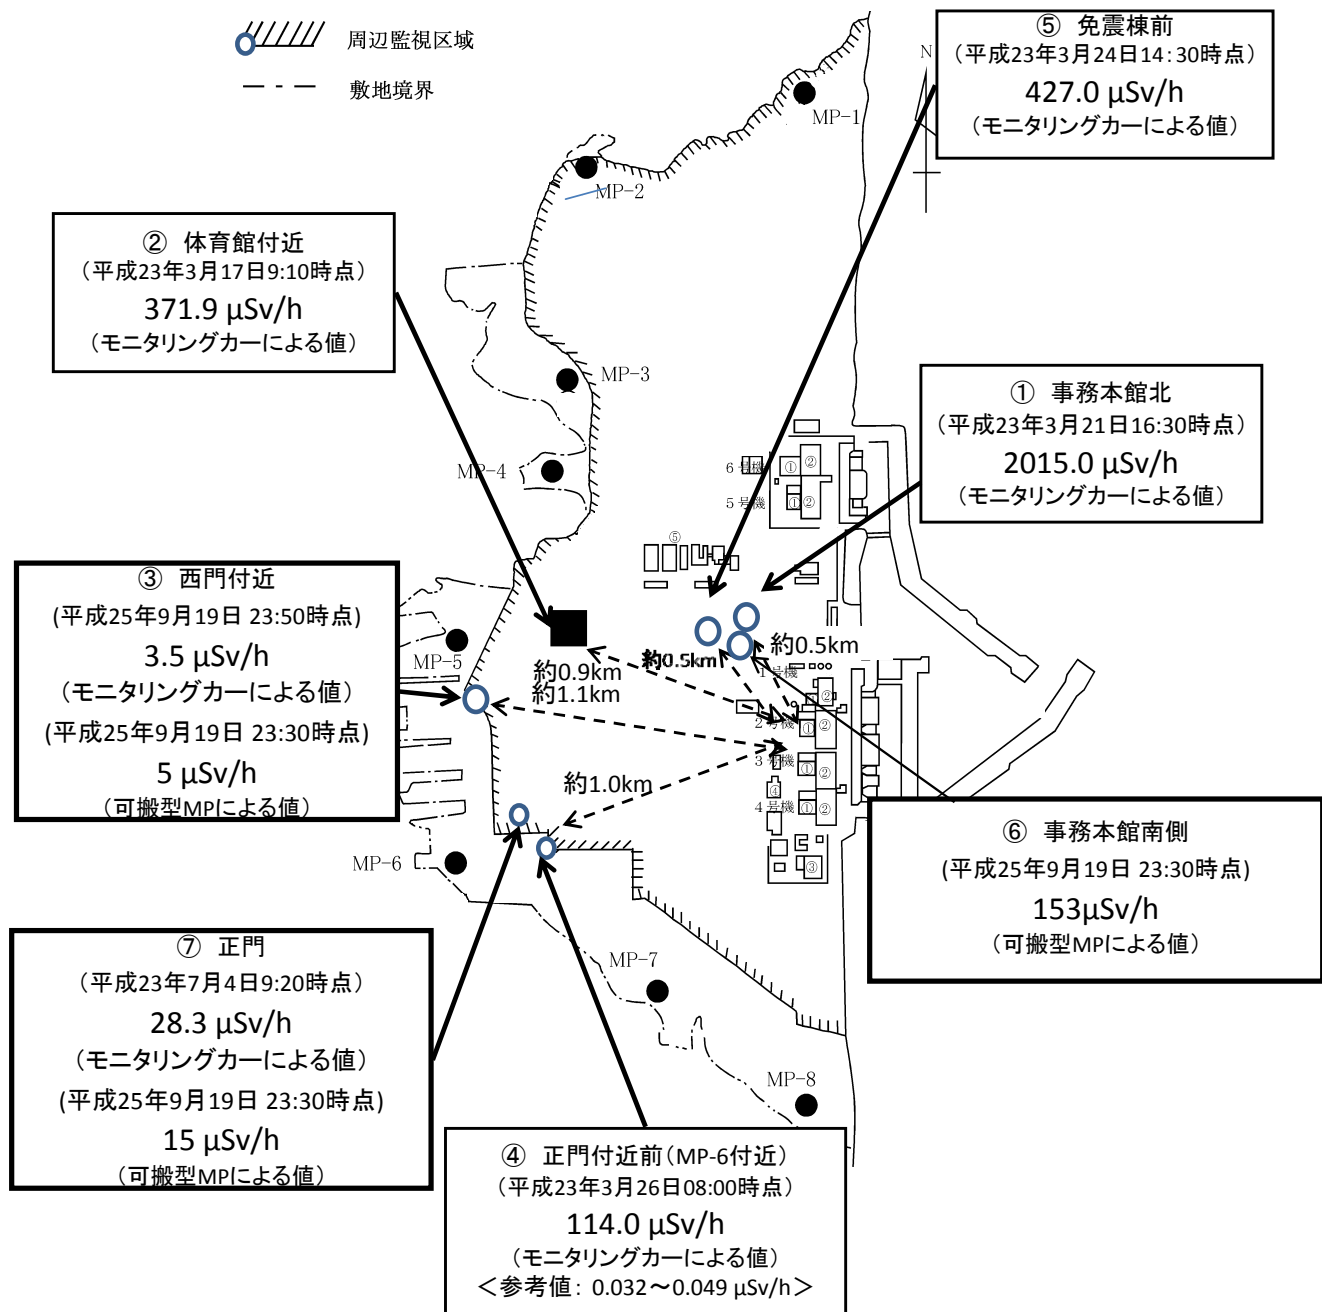 周辺監視区域
敷地境界
⑤ 免震棟前
（平成23年3月24日14:30時点）
427.0 μSv/h
（モニタリングカーによる値）
N
MP-1
MP-2
② 体育館付近
（平成23年3月17日9:10時点）
371.9 μSv/h
（モニタリングカーによる値）
MP-3
① 事務本館北
（平成23年3月21日16:30時点）
2015.0 μSv/h
（モニタリングカーによる値）
MP-4
6号機
① ②
5号機
① ②
⑤
③ 西門付近
(平成25年9月19日 23:50時点)
3.5 μSv/h
（モニタリングカーによる値）
(平成25年9月19日 23:30時点)
5 μSv/h
（可搬型MPによる値）
MP-5
約0.9km
約1.1km
約0.5km
約0.5km
1号機
②
2号機
① ②
3号機
① ②
約1.0km
④
4号機
① ②
③
MP-6
⑥ 事務本館南側
(平成25年9月19日 23:30時点)
153μSv/h
（可搬型MPによる値）
⑦ 正門
（平成23年7月4日9:20時点）
28.3 μSv/h
（モニタリングカーによる値）
(平成25年9月19日 23:30時点)
15 μSv/h
（可搬型MPによる値）
MP-7
MP-8
④ 正門付近前（MP-6付近）
（平成23年3月26日08:00時点）
114.0 μSv/h
（モニタリングカーによる値）
＜参考値： 0.032～0.049 μSv/h＞